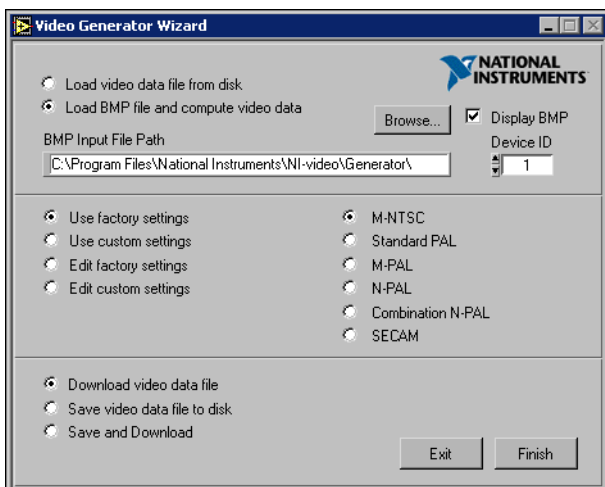 Video Generator Wizard
NATIONAL
INSTRUMENTS
Load video data file from disk
Load BMP file and compute video data
Browse...
Display BMP
BMP Input File Path
Device ID
C:\Program Files\National Instruments\NI-video\Generator\
1
Use factory settings
Use custom settings
Edit factory settings
Edit custom settings
M-NTSC
Standard PAL
M-PAL
N-PAL
Combination N-PAL
SECAM
Download video data file
Save video data file to disk
Save and Download
Exit
Finish